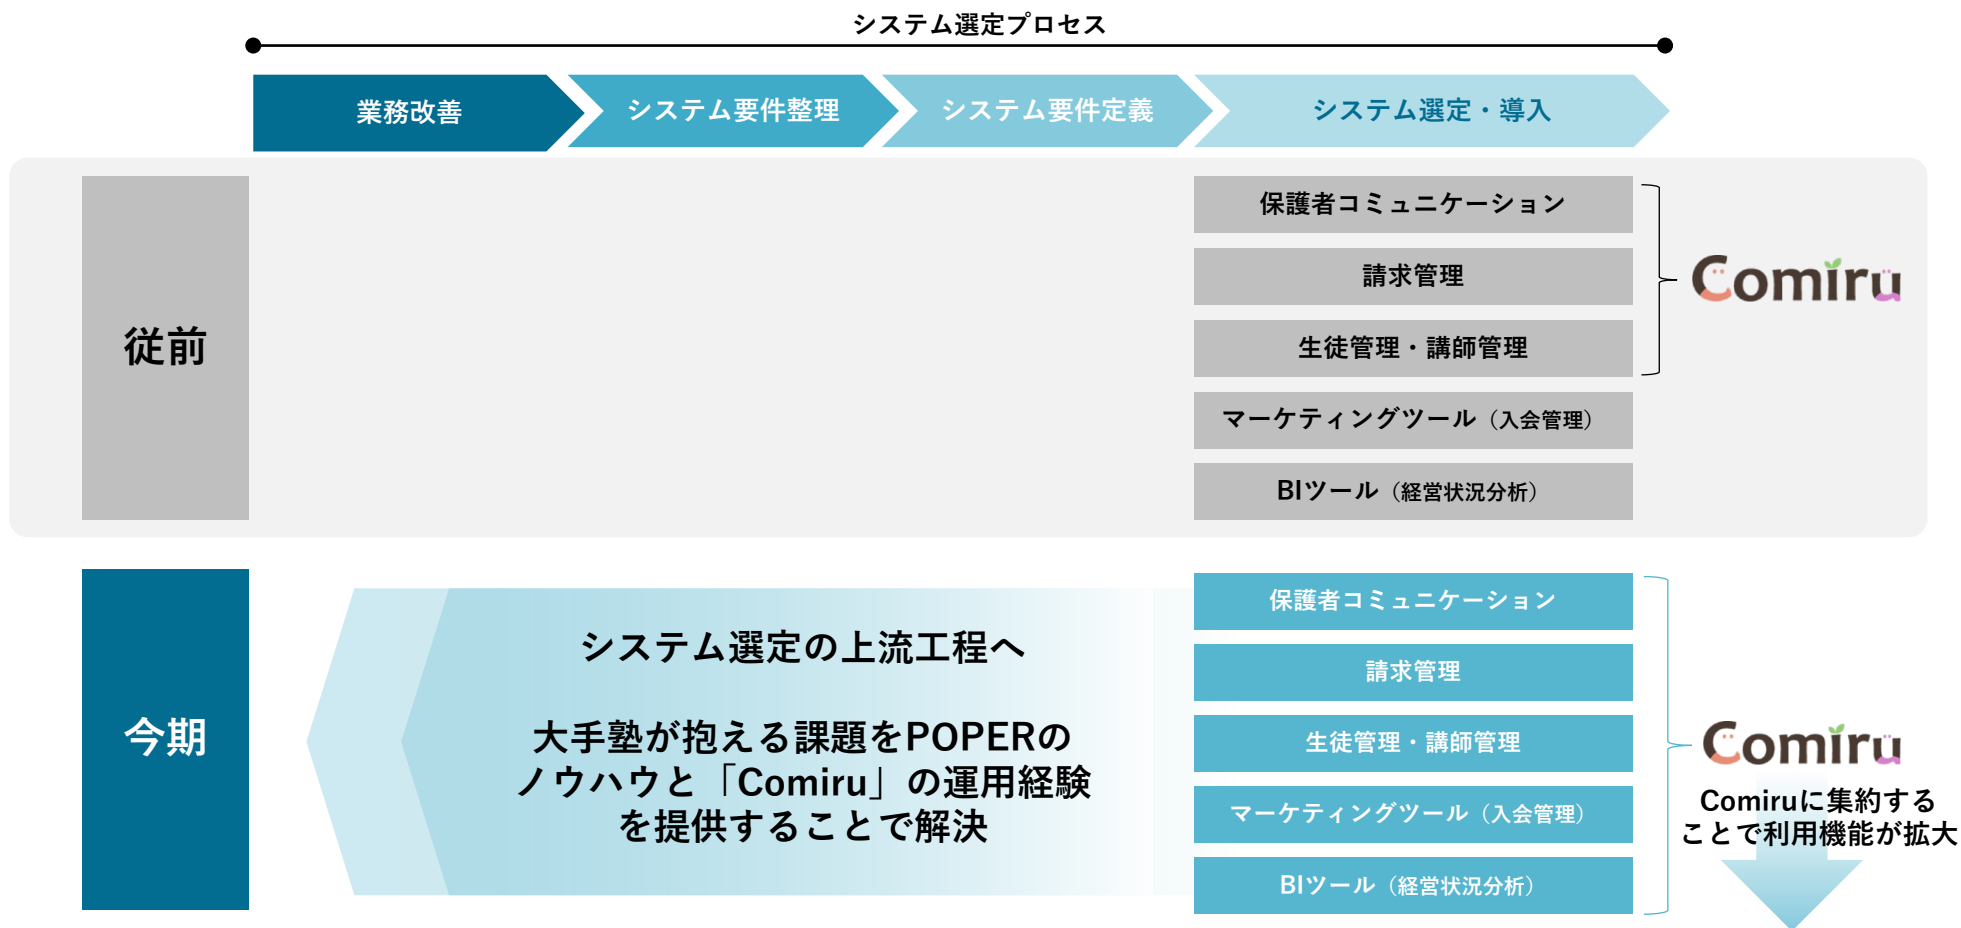 システム選定プロセス
業務改善
システム要件整理
システム要件定義
システム選定・導入
従前
保護者コミュニケーション
請求管理
生徒管理・講師管理
マーケティングツール（入会管理）
BIツール（経営状況分析）
Comiru
今期
システム選定の上流工程へ
大手塾が抱える課題をPOPERの
ノウハウと「Comiru」の運用経験
を提供することで解決
保護者コミュニケーション
請求管理
生徒管理・講師管理
マーケティングツール（入会管理）
BIツール（経営状況分析）
Comiru
Comiruに集約する
ことで利用機能が拡大